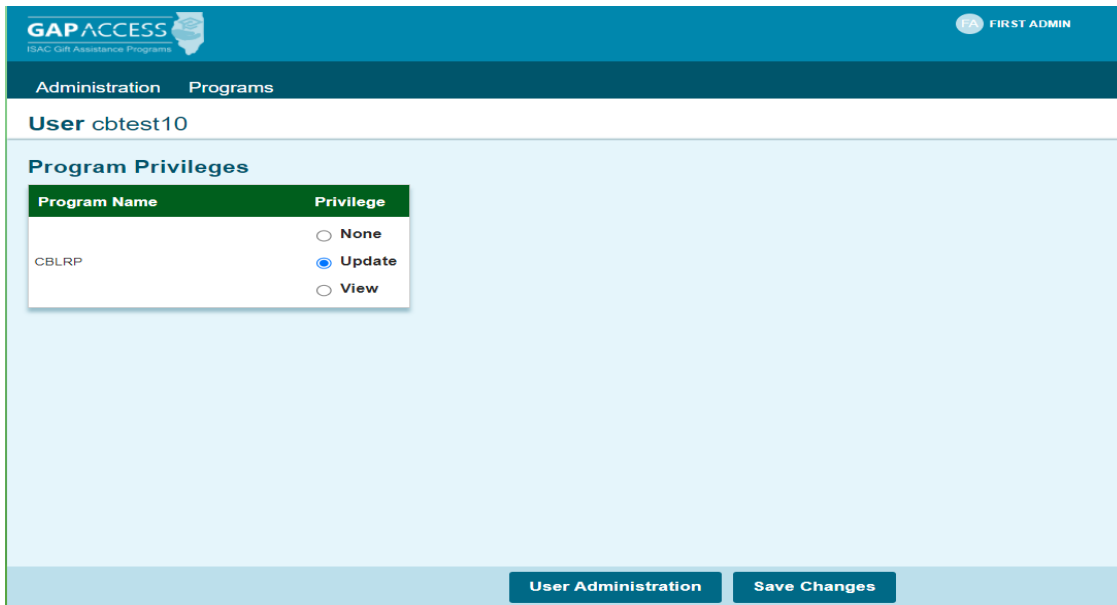 GAPACCESS
ISAC Gift Assistance Programs
FA FIRST ADMIN
Administration Programs
User cbtest10
Program Privileges
Program Name Privilege
None
CBLRP Update
View
User Administration Save Changes